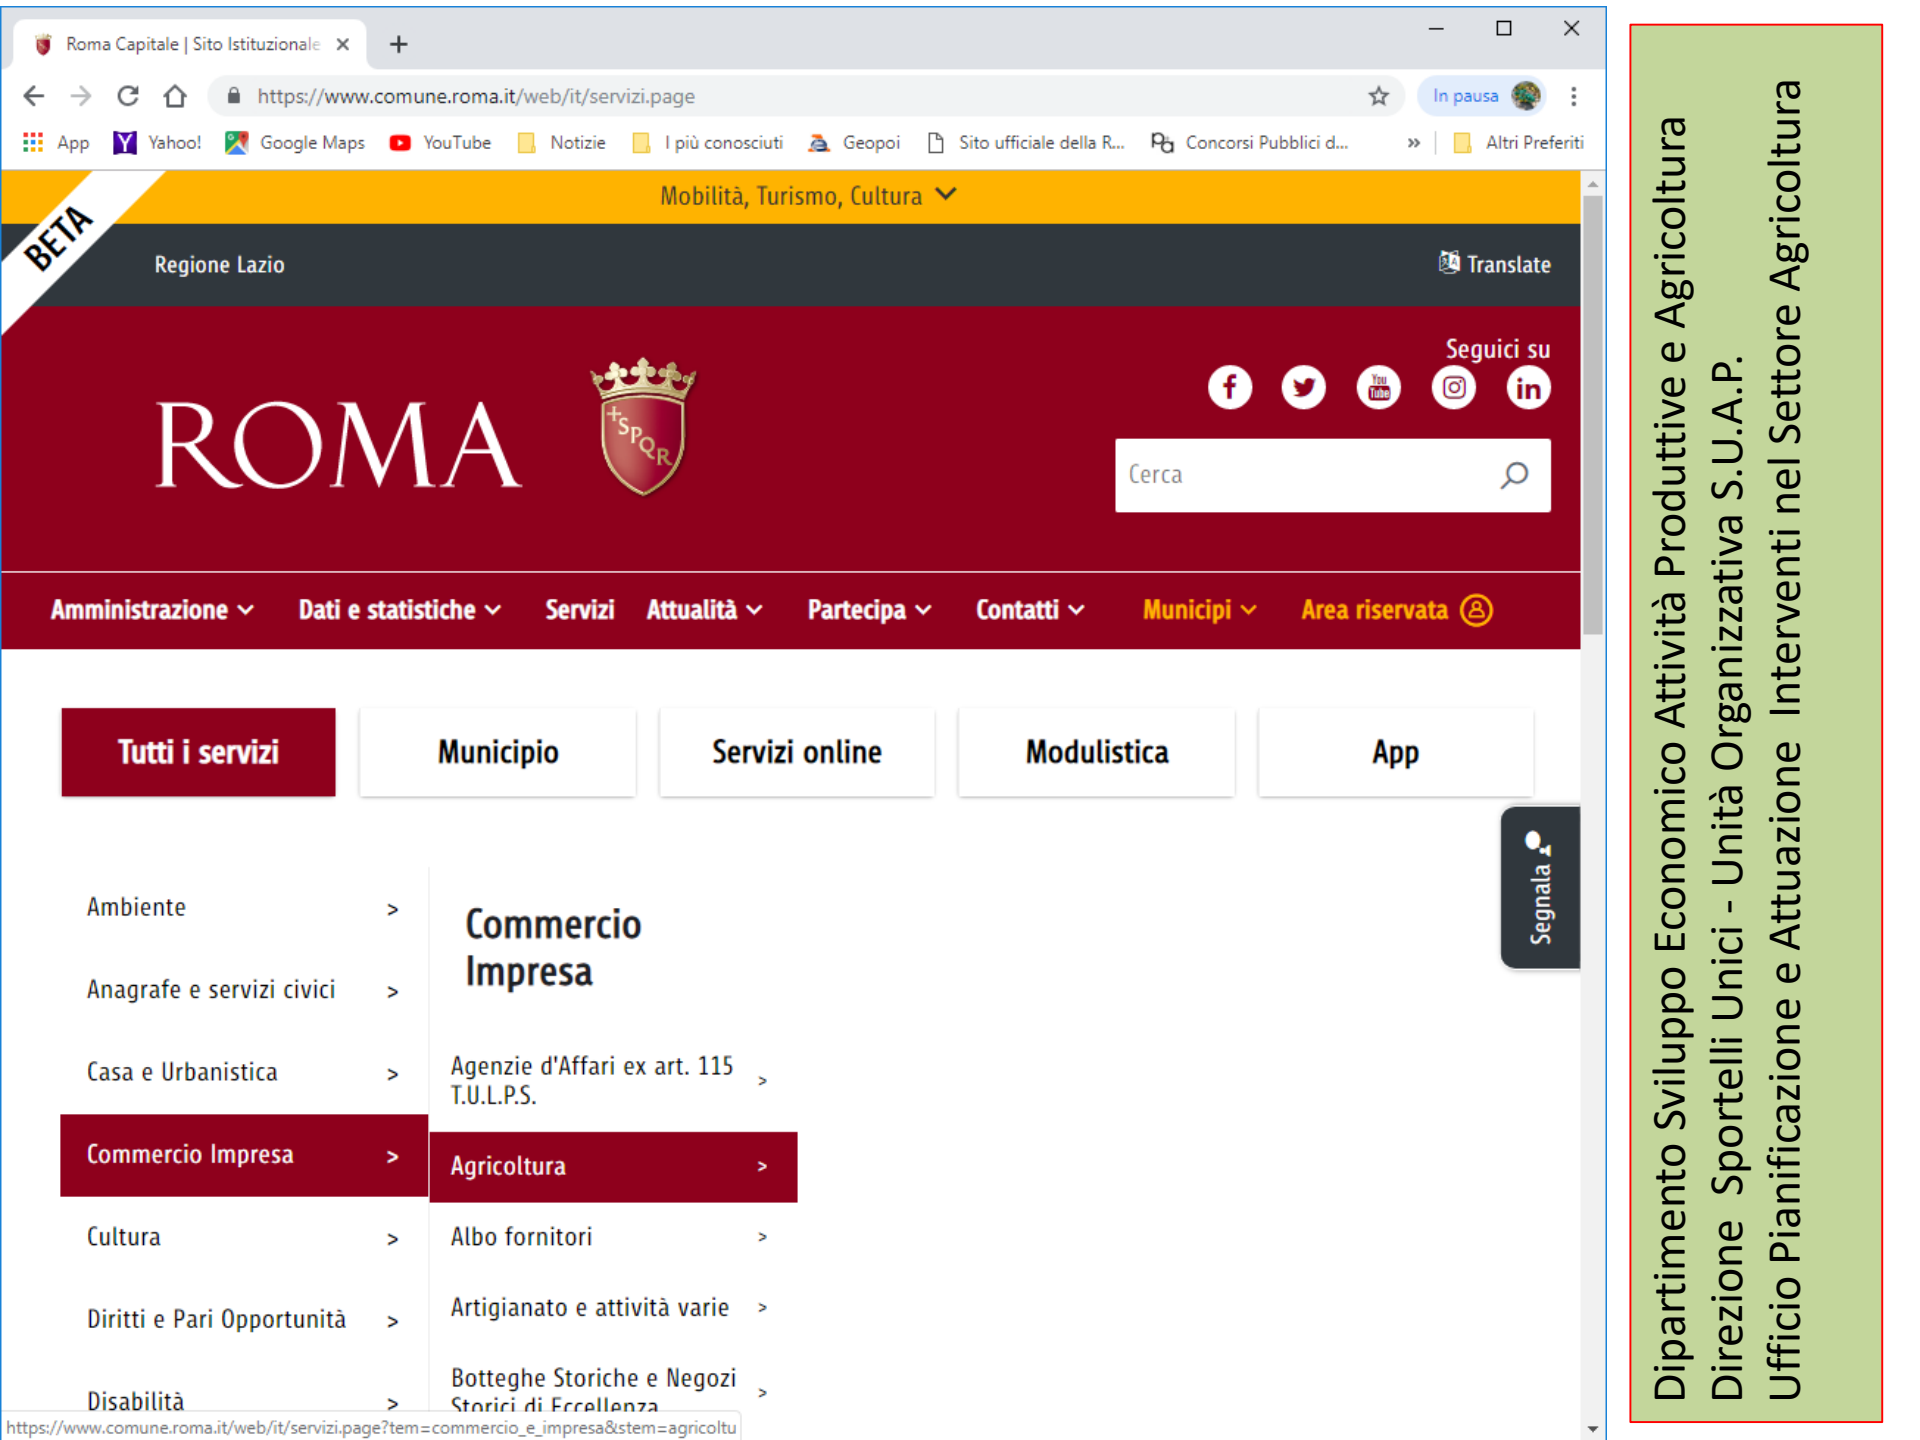 Roma Capitale | Sito Istituzionale
https://www.comune.roma.it/web/it/servizi.page
In pausa
App
Yahoo!
Google Maps
YouTube
Notizie
I più conosciuti
Geopoi
Sito ufficiale della R...
Concorsi Pubblici d...
»
Altri Preferiti
Mobilità, Turismo, Cultura
BETA
Regione Lazio
Translate
Seguici su
ROMA
SPQR
Cerca
Amministrazione
Dati e statistiche
Servizi
Attualità
Partecipa
Contatti
Municipi
Area riservata
Tutti i servizi
Municipio
Servizi online
Modulistica
App
Segnala
Ambiente >
Anagrafe e servizi civici >
Casa e Urbanistica >
Commercio Impresa >
Cultura >
Diritti e Pari Opportunità >
Disabilità >
Commercio
Impresa
Agenzie d'Affari ex art. 115
T.U.L.P.S. >
Agricoltura >
Albo fornitori >
Artigianato e attività varie >
Botteghe Storiche e Negozi
Storici di Eccellenza >
https://www.comune.roma.it/web/it/servizi.page?tem=commercio_e_impresa&stem=agricoltu
Dipartimento Sviluppo Economico Attività Produttive e Agricoltura
Direzione Sportelli Unici - Unità Organizzativa S.U.A.P.
Ufficio Pianificazione e Attuazione Interventi nel Settore Agricoltura